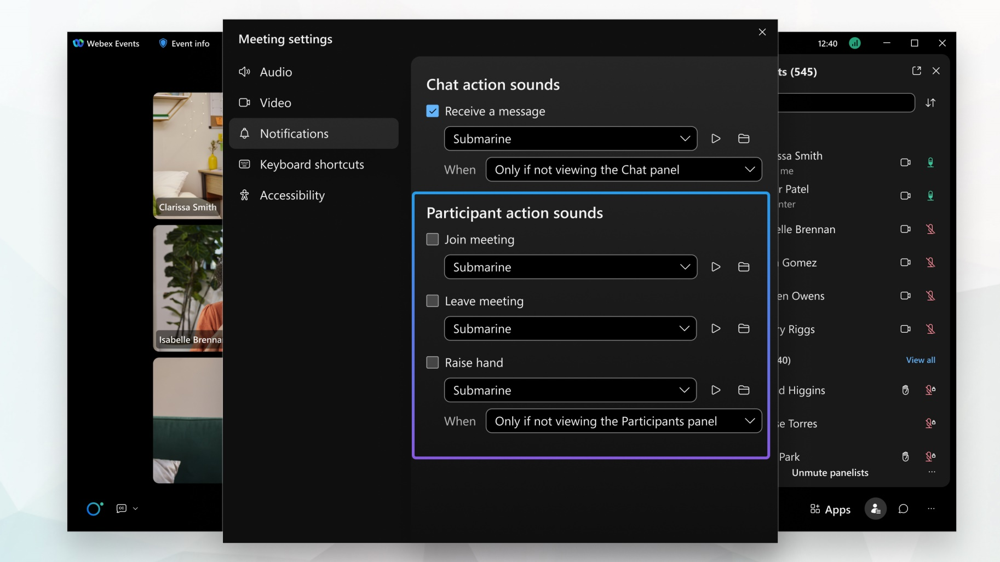 Webex Events
Event info
Meeting settings
12:40
Audio
Video
Notifications
Keyboard shortcuts
Accessibility
Chat action sounds
Receive a message
Submarine
When
Only if not viewing the Chat panel
Participant action sounds
Join meeting
Submarine
Leave meeting
Submarine
Raise hand
Submarine
When
Only if not viewing the Participants panel
Clarissa Smith
Isabelle Brenna
ts (545)
ssa Smith
me
r Patel
nter
elle Brennan
Gomez
en Owens
y Riggs
40)
View all
d Higgins
se Torres
Park
Unmute panelists
CC
Apps